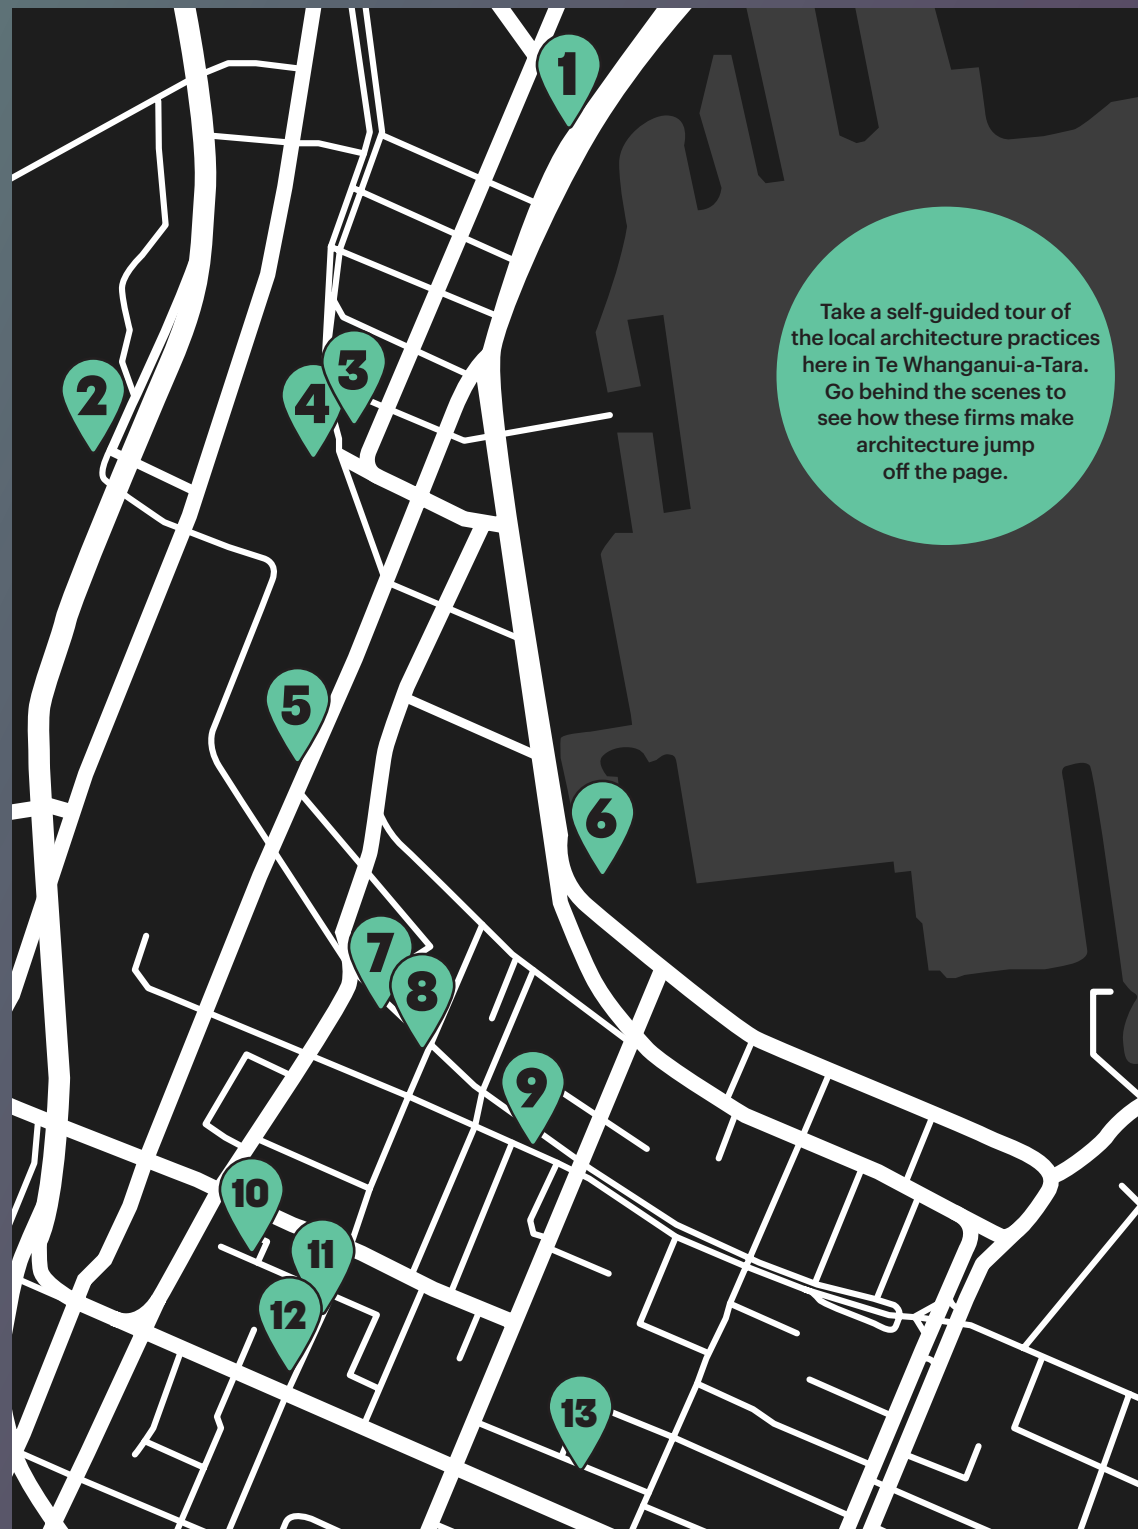 1
2
3
4
Take a self-guided tour of
the local architecture practices
here in Te Whanganui-a-Tara.
Go behind the scenes to
see how these firms make
architecture jump
off the page.
5
6
7
8
9
10
11
12
13